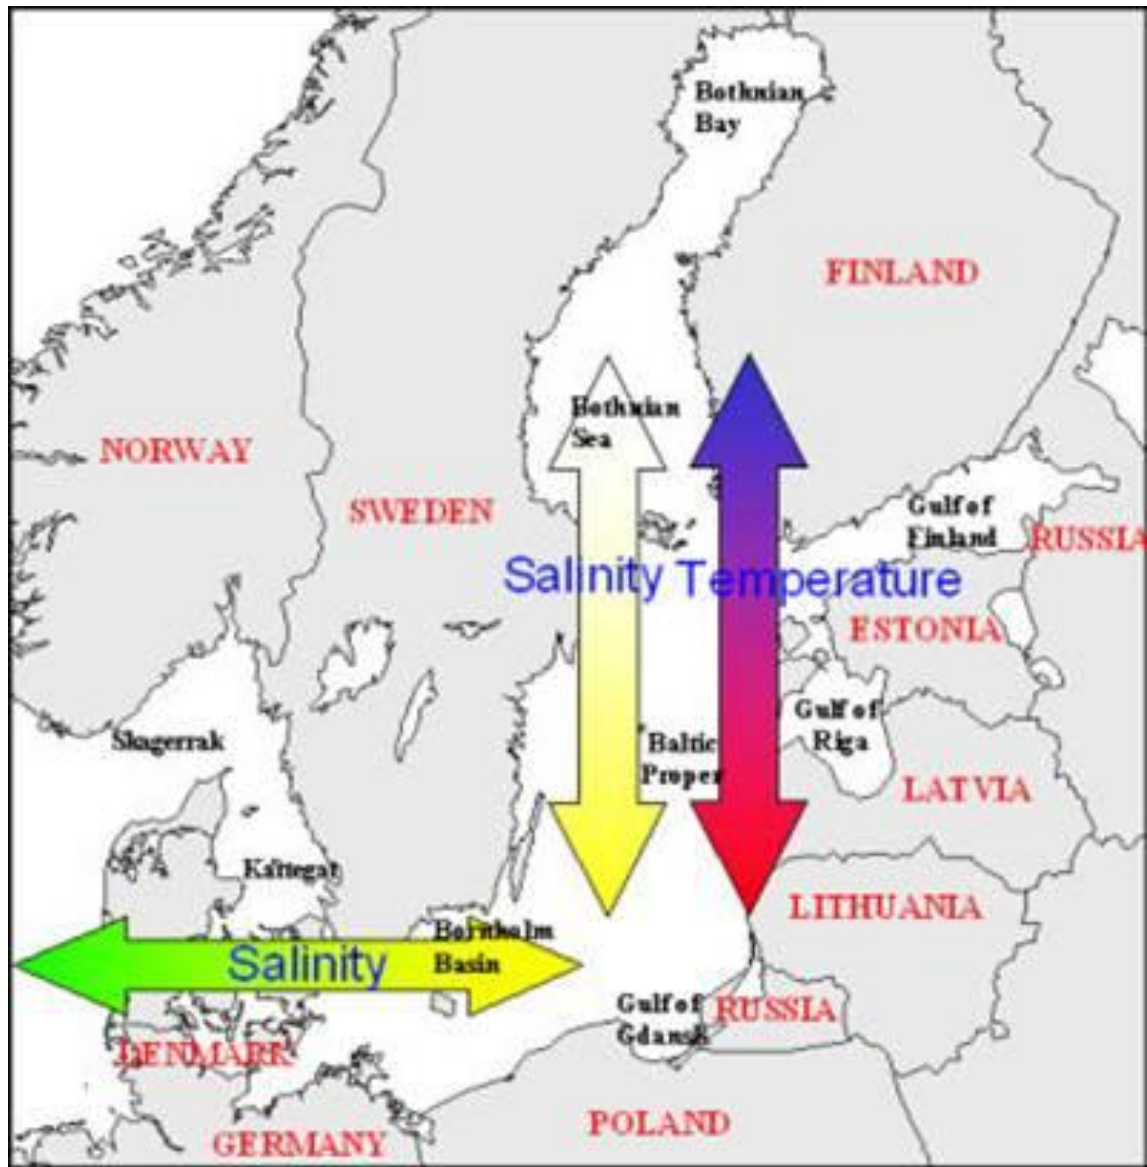 Bothnian
Bay
FINLAND
Bothnian
Sea
NORWAY
SWEDEN
Gulf of
Finland
RUSSIA
Salinity
Temperature
ESTONIA
Skagerrak
Gulf of
Riga
Baltic
Proper
LATVIA
Kattegat
LITHUANIA
Bornholm
Basin
Salinity
Gulf of
Gdansk
RUSSIA
DENMARK
POLAND
GERMANY